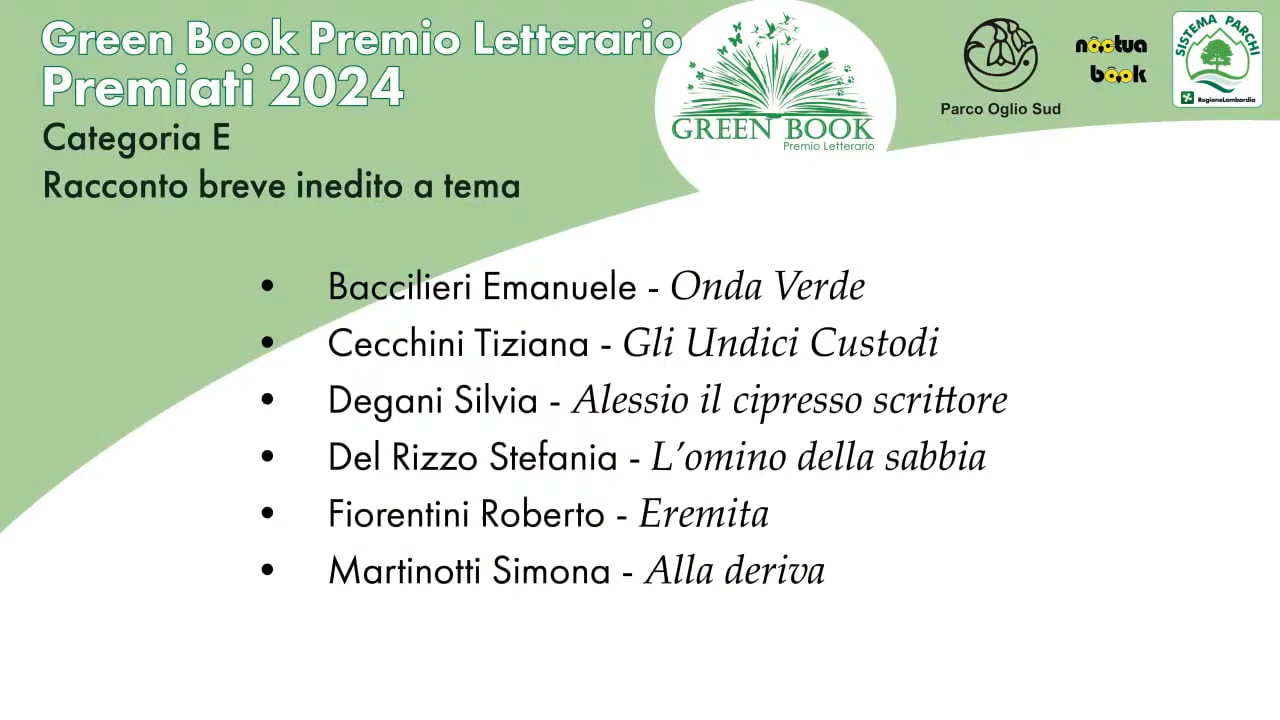 Green Book Premio Letterario
Premiati 2024
Categoria E
Racconto breve inedito a tema
GREEN BOOK
Premio Letterario
Parco Oglio Sud
noctua
book
SISTEMA PARCHI
RegioneLombardia
• Baccilieri Emanuele - Onda Verde
• Cecchini Tiziana - Gli Undici Custodi
• Degani Silvia - Alessio il cipresso scrittore
• Del Rizzo Stefania - L’omino della sabbia
• Fiorentini Roberto - Eremita
• Martinotti Simona - Alla deriva